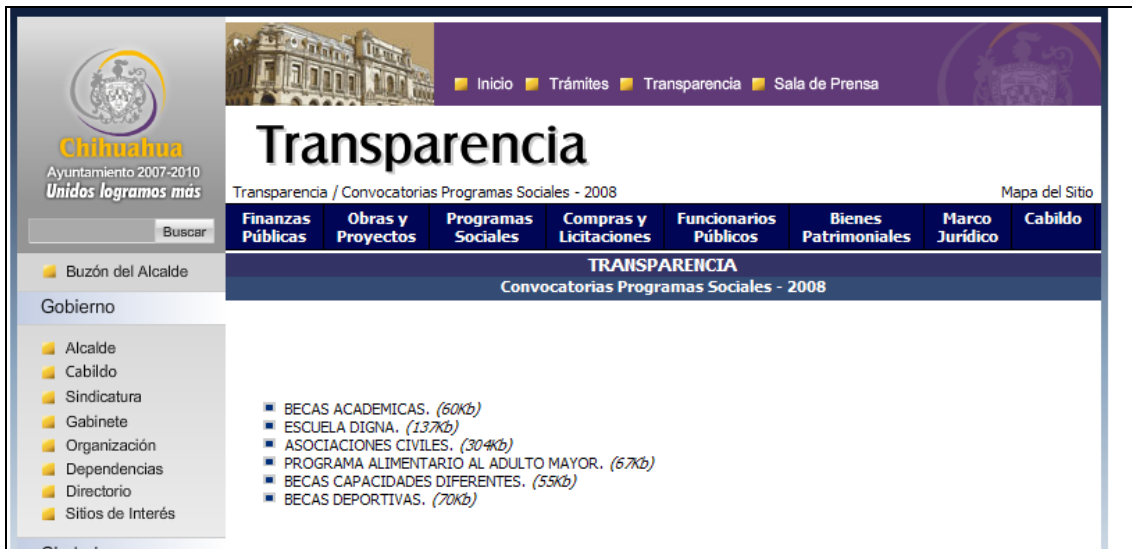 Inicio Trámites Transparencia Sala de Prensa
Chihuahua
Ayuntamiento 2007-2010
Unidos logramos más
Transparencia
Transparencia / Convocatorias Programas Sociales - 2008 Mapa del Sitio
Finanzas Públicas
Obras y Proyectos
Programas Sociales
Compras y Licitaciones
Funcionarios Públicos
Bienes Patrimoniales
Marco Jurídico
Cabildo
Buscar
Buzón del Alcalde
Gobierno
Alcalde
Cabildo
Sindicatura
Gabinete
Organización
Dependencias
Directorio
Sitios de Interés
TRANSPARENCIA
Convocatorias Programas Sociales - 2008
BECAS ACADEMICAS. (60Kb)
ESCUELA DIGNA. (137Kb)
ASOCIACIONES CIVILES. (304Kb)
PROGRAMA ALIMENTARIO AL ADULTO MAYOR. (67Kb)
BECAS CAPACIDADES DIFERENTES. (55Kb)
BECAS DEPORTIVAS. (70Kb)